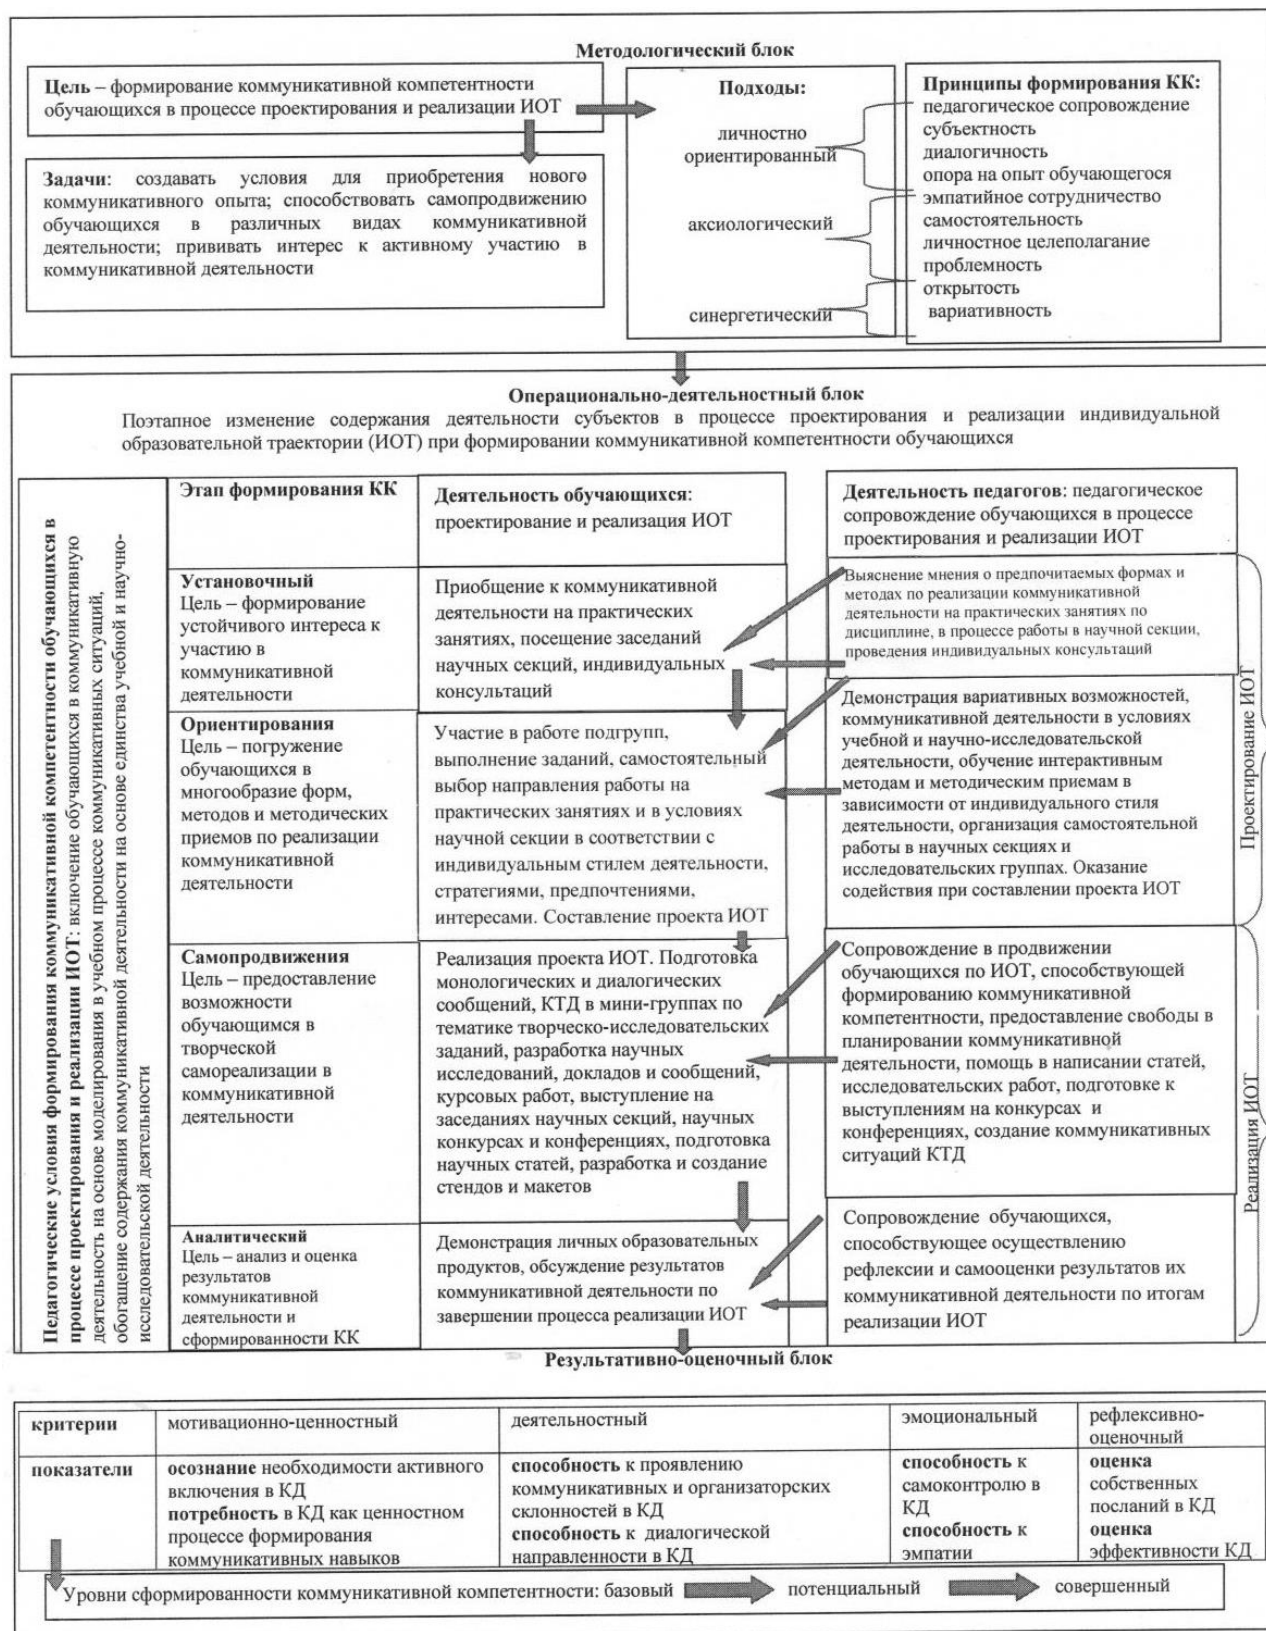 Методологический блок
Цель – формирование коммуникативной компетентности
обучающихся в процессе проектирования и реализации ИОТ
Задачи: создавать условия для приобретения нового
коммуникативного опыта; способствовать самопродвижению
обучающихся в различных видах коммуникативной
деятельности; прививать интерес к активному участию в
коммуникативной деятельности
Подходы:
личностно
ориентированный
аксиологический
синергетический
Принципы формирования КК:
педагогическое сопровождение
субъектность
диалогичность
опора на опыт обучающегося
эмпатийное сотрудничество
самостоятельность
личностное целеполагание
проблемность
открытость
вариативность
Операционально-деятельностный блок
Поэтапное изменение содержания деятельности субъектов в процессе проектирования и реализации индивидуальной
образовательной траектории (ИОТ) при формировании коммуникативной компетентности обучающихся
Педагогические условия формирования коммуникативной компетентности обучающихся в
процессе проектирования и реализации ИОТ: включение обучающихся в коммуникативную
деятельность на основе моделирования в учебном процессе коммуникативных ситуаций,
обогащение содержания коммуникативной деятельности на основе единства учебной и научно-
исследовательской деятельности
Этап формирования КК
Деятельность обучающихся:
проектирование и реализация ИОТ
Деятельность педагогов: педагогическое
сопровождение обучающихся в процессе
проектирования и реализации ИОТ
Установочный
Цель – формирование
устойчивого интереса к
участию в
коммуникативной
деятельности
Приобщение к коммуникативной
деятельности на практических
занятиях, посещение заседаний
научных секций, индивидуальных
консультаций
Выяснение мнения о предпочитаемых формах и
методах по реализации коммуникативной
деятельности на практических занятиях по
дисциплине, в процессе работы в научной секции,
проведения индивидуальных консультаций
Ориентирования
Цель – погружение
обучающихся в
многообразие форм,
методов и методических
приемов по реализации
коммуникативной
деятельности
Участие в работе подгрупп,
выполнение заданий, самостоятельный
выбор направления работы на
практических занятиях и в условиях
научной секции в соответствии с
индивидуальным стилем деятельности,
стратегиями, предпочтениями,
интересами. Составление проекта ИОТ
Демонстрация вариативных возможностей,
коммуникативной деятельности в условиях
учебной и научно-исследовательской
деятельности, обучение интерактивным
методам и методическим приемам в
зависимости от индивидуального стиля
деятельности, организация самостоятельной
работы в научных секциях и
исследовательских группах. Оказание
содействия при составлении проекта ИОТ
Проектирование ИОТ
Самопродвижения
Цель – предоставление
возможности
обучающимся в
творческой
самореализации в
коммуникативной
деятельности
Реализация проекта ИОТ. Подготовка
монологических и диалогических
сообщений, КТД в мини-группах по
тематике творческо-исследовательских
заданий, разработка научных
исследований, докладов и сообщений,
курсовых работ, выступление на
заседаниях научных секций, научных
конкурсах и конференциях, подготовка
научных статей, разработка и создание
стендов и макетов
Сопровождение в продвижении
обучающихся по ИОТ, способствующей
формированию коммуникативной
компетентности, предоставление свободы в
планировании коммуникативной
деятельности, помощь в написании статей,
исследовательских работ, подготовке к
выступлениям на конкурсах и
конференциях, создание коммуникативных
ситуаций КТД
Реализация ИОТ
Аналитический
Цель – анализ и оценка
результатов
коммуникативной
деятельности и
сформированности КК
Демонстрация личных образовательных
продуктов, обсуждение результатов
коммуникативной деятельности по
завершении процесса реализации ИОТ
Сопровождение обучающихся,
способствующее осуществлению
рефлексии и самооценки результатов их
коммуникативной деятельности по итогам
реализации ИОТ
Результативно-оценочный блок
критерии
мотивационно-ценностный
деятельностный
эмоциональный
рефлексивно-
оценочный
показатели
осознание необходимости активного
включения в КД
потребность в КД как ценностном
процессе формирования
коммуникативных навыков
способность к проявлению
коммуникативных и организаторских
склонностей в КД
способность к диалогической
направленности в КД
способность к
самоконтролю в
КД
способность к
эмпатии
оценка
собственных
посланий в КД
оценка
эффективности КД
Уровни сформированности коммуникативной компетентности: базовый потенциальный совершенный